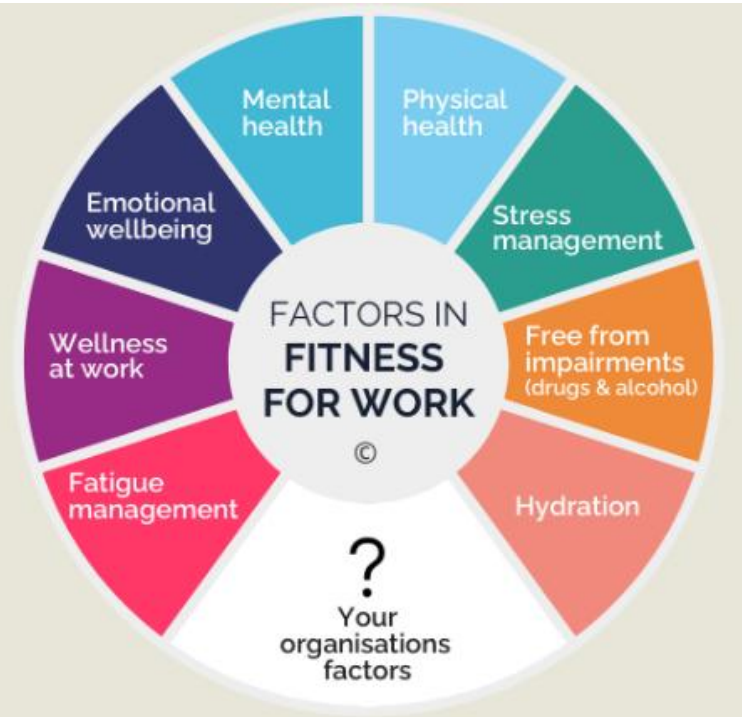 FACTORS IN
FITNESS
FOR WORK
©
Mental
health
Physical
health
Stress
management
Free from
impairments
(drugs & alcohol)
Hydration
?
Your
organisations
factors
Fatigue
management
Wellness
at work
Emotional
wellbeing